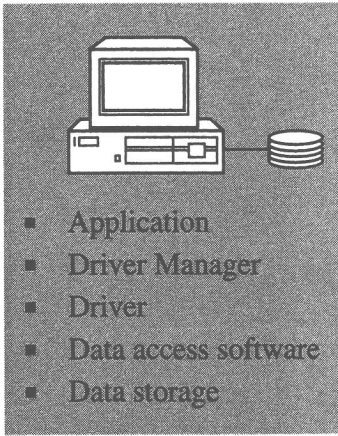 ▪ Application
▪ Driver Manager
▪ Driver
▪ Data access software
▪ Data storage